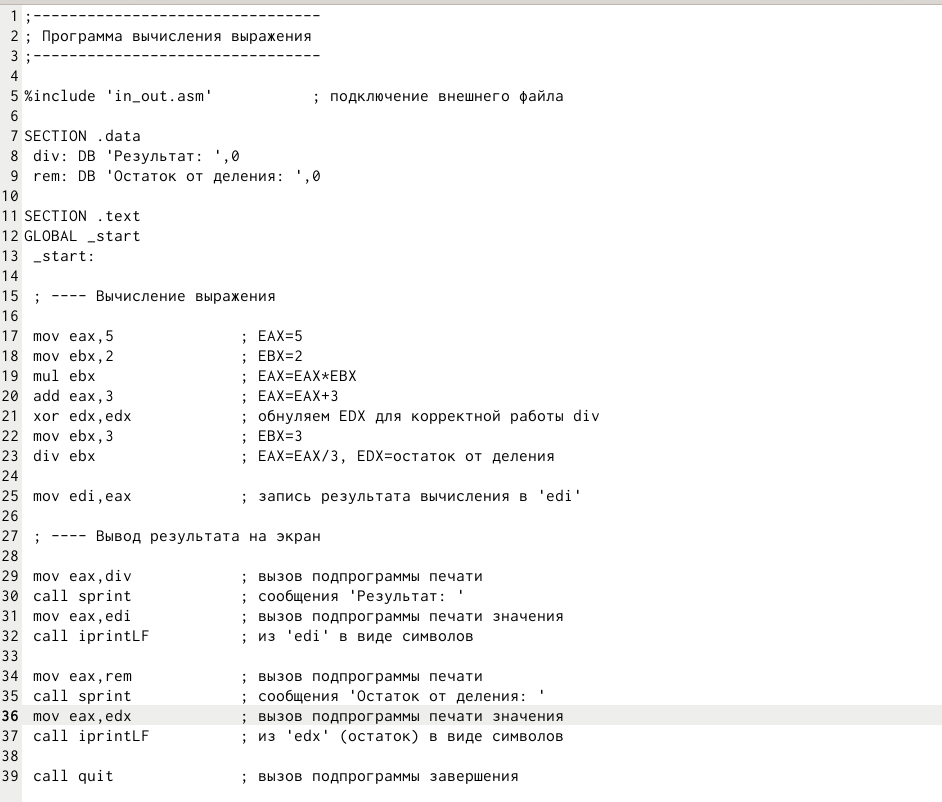 1 ;--------------------------------
2 ; Программа вычисления выражения
3 ;--------------------------------
4
5 %include 'in_out.asm'           ; подключение внешнего файла
6
7 SECTION .data
8  div: DB 'Результат: ',0
9  rem: DB 'Остаток от деления: ',0
10
11 SECTION .text
12 GLOBAL _start
13  _start:
14
15  ; ---- Вычисление выражения
16
17  mov eax,5              ; EAX=5
18  mov ebx,2              ; EBX=2
19  mul ebx                ; EAX=EAX*EBX
20  add eax,3              ; EAX=EAX+3
21  xor edx,edx            ; обнуляем EDX для корректной работы div
22  mov ebx,3              ; EBX=3
23  div ebx                ; EAX=EAX/3, EDX=остаток от деления
24
25  mov edi,eax            ; запись результата вычисления в 'edi'
26
27  ; ---- Вывод результата на экран
28
29  mov eax,div            ; вызов подпрограммы печати
30  call sprint            ; сообщения 'Результат: '
31  mov eax,edi            ; вызов подпрограммы печати значения
32  call iprintLF          ; из 'edi' в виде символов
33
34  mov eax,rem            ; вызов подпрограммы печати
35  call sprint            ; сообщения 'Остаток от деления: '
36  mov eax,edx            ; вызов подпрограммы печати значения
37  call iprintLF          ; из 'edx' (остаток) в виде символов
38
39  call quit              ; вызов подпрограммы завершения